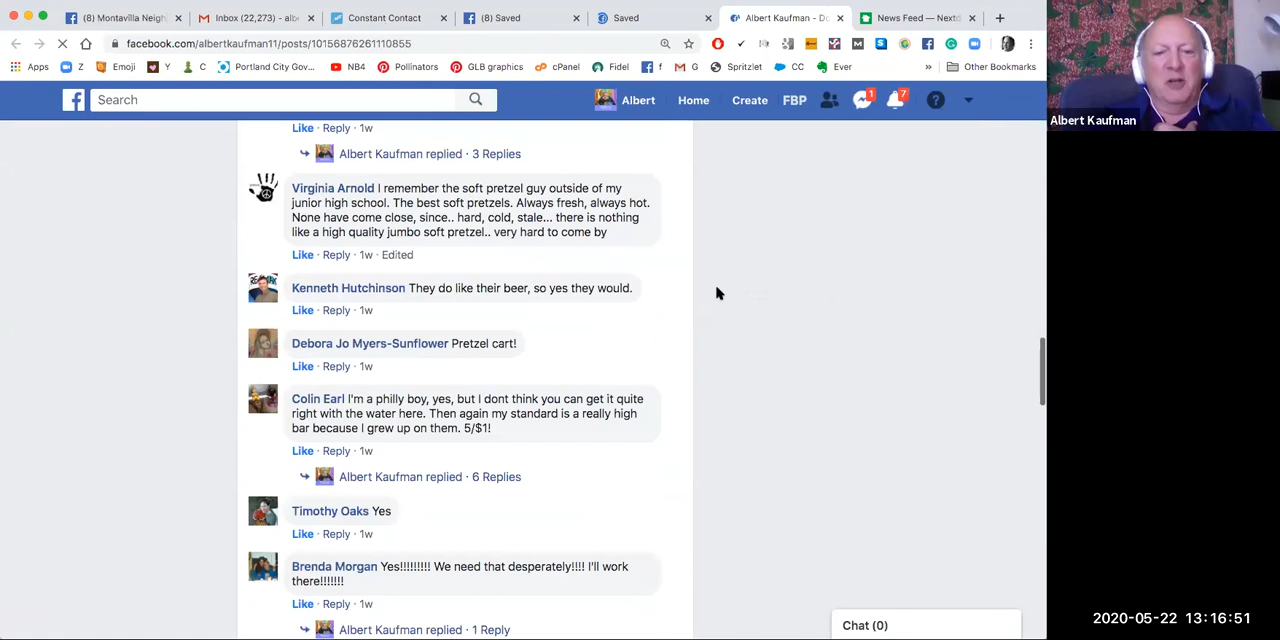 (8) Montavilla Neigh
Inbox (22,273) - albe
Constant Contact
(8) Saved
Saved
Albert Kaufman - Do
News Feed — Nextd
facebook.com/albertkaufman11/posts/10156876261110855
Apps
Z
Emoji
Y
C
Portland City Gov...
NB4
Pollinators
GLB graphics
cPanel
Fidel
f
G
Spritzlet
CC
Ever
»
Other Bookmarks
Search
Albert
Home
Create
FBP
1
7
Albert Kaufman
Like · Reply · 1w
Albert Kaufman replied · 3 Replies
Virginia Arnold I remember the soft pretzel guy outside of my
junior high school. The best soft pretzels. Always fresh, always hot.
None have come close, since.. hard, cold, stale... there is nothing
like a high quality jumbo soft pretzel.. very hard to come by
Like · Reply · 1w · Edited
Kenneth Hutchinson They do like their beer, so yes they would.
Like · Reply · 1w
Debora Jo Myers-Sunflower Pretzel cart!
Like · Reply · 1w
Colin Earl I'm a philly boy, yes, but I dont think you can get it quite
right with the water here. Then again my standard is a really high
bar because I grew up on them. 5/$1!
Like · Reply · 1w
Albert Kaufman replied · 6 Replies
Timothy Oaks Yes
Like · Reply · 1w
Brenda Morgan Yes!!!!!!!!! We need that desperately!!!! I'll work
there!!!!!!!
Like · Reply · 1w
Albert Kaufman replied · 1 Reply
Chat (0)
2020-05-22 13:16:51